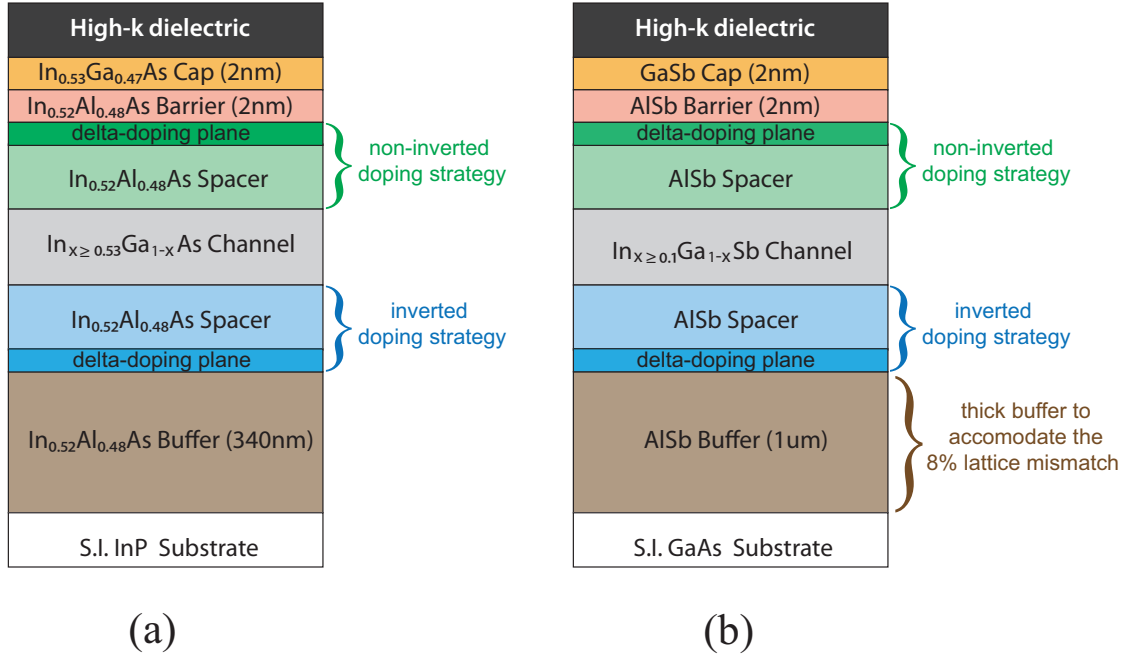 High-k dielectric
In₀.₅₃Ga₀.₄₇As Cap (2nm)
In₀.₅₂Al₀.₄₈As Barrier (2nm)
delta-doping plane
In₀.₅₂Al₀.₄₈As Spacer
non-inverted
doping strategy
Inₓ≥₀.₅₃Ga₁₋ₓAs Channel
In₀.₅₂Al₀.₄₈As Spacer
delta-doping plane
inverted
doping strategy
In₀.₅₂Al₀.₄₈As Buffer (340nm)
S.I. InP Substrate
(a)
High-k dielectric
GaSb Cap (2nm)
AlSb Barrier (2nm)
delta-doping plane
AlSb Spacer
non-inverted
doping strategy
Inₓ≥₀.₁Ga₁₋ₓSb Channel
AlSb Spacer
delta-doping plane
inverted
doping strategy
AlSb Buffer (1um)
thick buffer to
accomodate the
8% lattice mismatch
S.I. GaAs Substrate
(b)